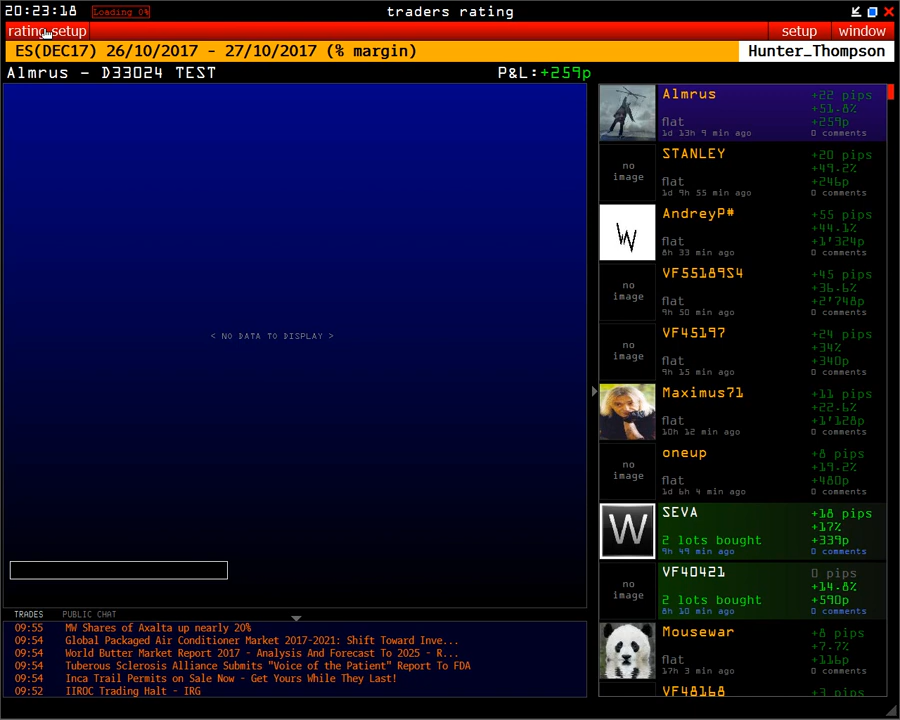 20:23:18
Loading 0%
traders rating
rating setup
setup
window
ES(DEC17) 26/10/2017 - 27/10/2017 (% margin)
Hunter_Thompson
Almrus - D33024 TEST
P&L:+259p
Almrus
+22 pips
+51.8%
flat
+259p
1d 13h 9 min ago
0 comments
no image
STANLEY
+20 pips
+49.2%
flat
+246p
1d 9h 55 min ago
0 comments
W
AndreyP#
+55 pips
+44.1%
flat
+1'324p
8h 33 min ago
0 comments
no image
VF5518954
+45 pips
+36.6%
flat
+2'748p
9h 50 min ago
0 comments
no image
VF45197
+24 pips
+34%
flat
+340p
9h 15 min ago
0 comments
Maximus71
+11 pips
+22.6%
flat
+1'128p
10h 12 min ago
0 comments
no image
oneup
+8 pips
+19.2%
flat
+480p
1d 6h 4 min ago
0 comments
W
SEVA
+18 pips
+17%
2 lots bought
+339p
9h 49 min ago
0 comments
no image
VF40421
0 pips
+14.8%
2 lots bought
+590p
8h 10 min ago
0 comments
Mousewar
+8 pips
+7.7%
flat
+116p
17h 3 min ago
0 comments
VF48168
+3 pips
< NO DATA TO DISPLAY >
TRADES
PUBLIC CHAT
09:55 MW Shares of Axalta up nearly 20%
09:54 Global Packaged Air Conditioner Market 2017-2021: Shift Toward Inve...
09:54 World Butter Market Report 2017 - Analysis And Forecast To 2025 - R...
09:54 Tuberous Sclerosis Alliance Submits "Voice of the Patient" Report To FDA
09:54 Inca Trail Permits on Sale Now - Get Yours While They Last!
09:52 IIROC Trading Halt - IRG